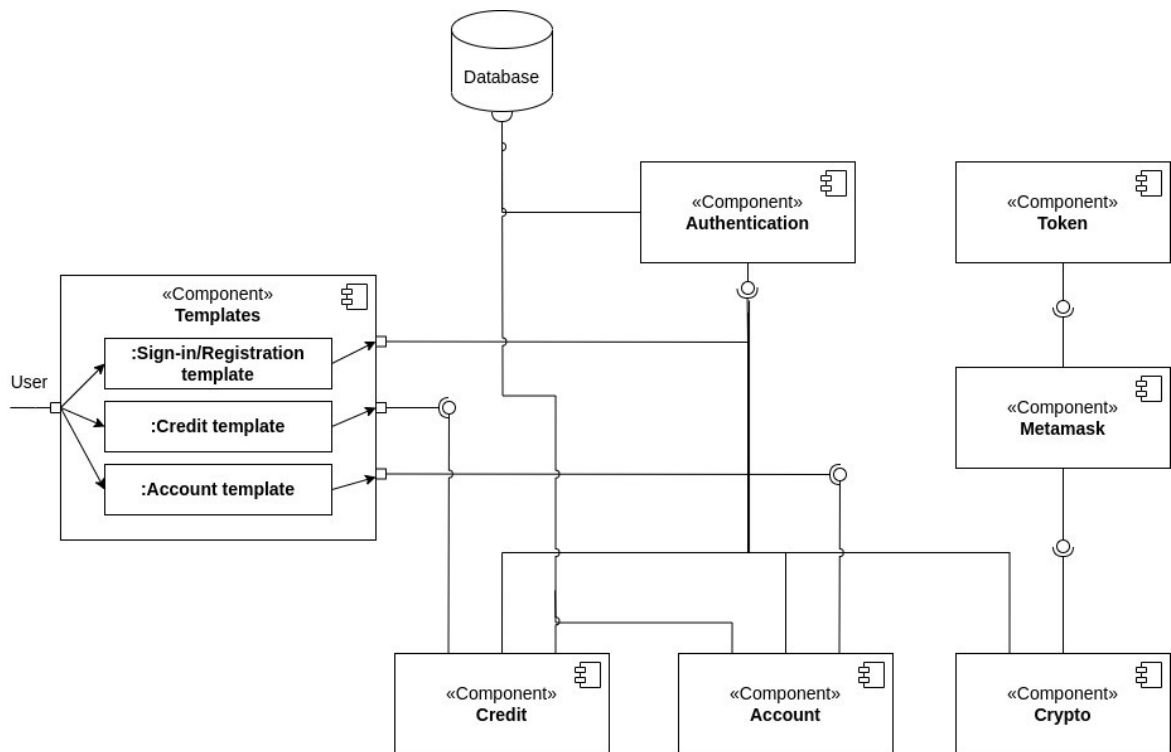 Database
«Component»
Authentication
«Component»
Token
«Component»
Templates
:Sign-in/Registration
template
User
:Credit template
:Account template
«Component»
Metamask
«Component»
Credit
«Component»
Account
«Component»
Crypto